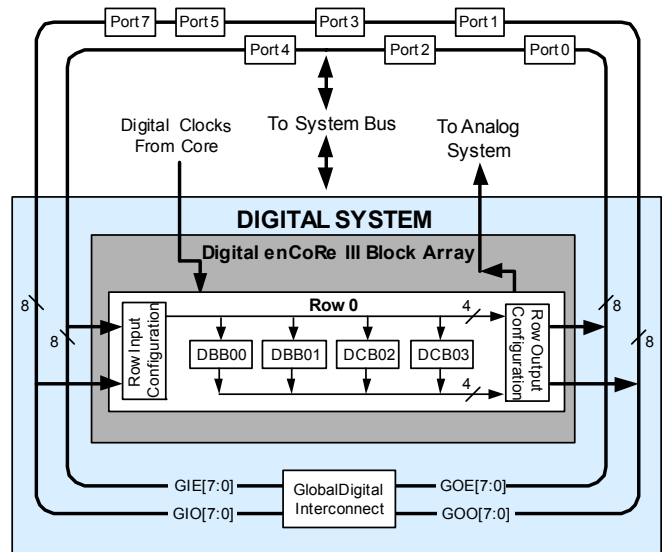 Port 7
Port 5
Port 3
Port 1
Port 4
Port 2
Port 0
Digital Clocks
From Core
To System Bus
To Analog
System
DIGITAL SYSTEM
Digital enCoRe III Block Array
Row 0
4
8
8
8
8
Row Input
Configuration
DBB00
DBB01
DCB02
DCB03
4
Row Output
Configuration
GIE[7:0]
GIO[7:0]
GlobalDigital
Interconnect
GOE[7:0]
GOO[7:0]